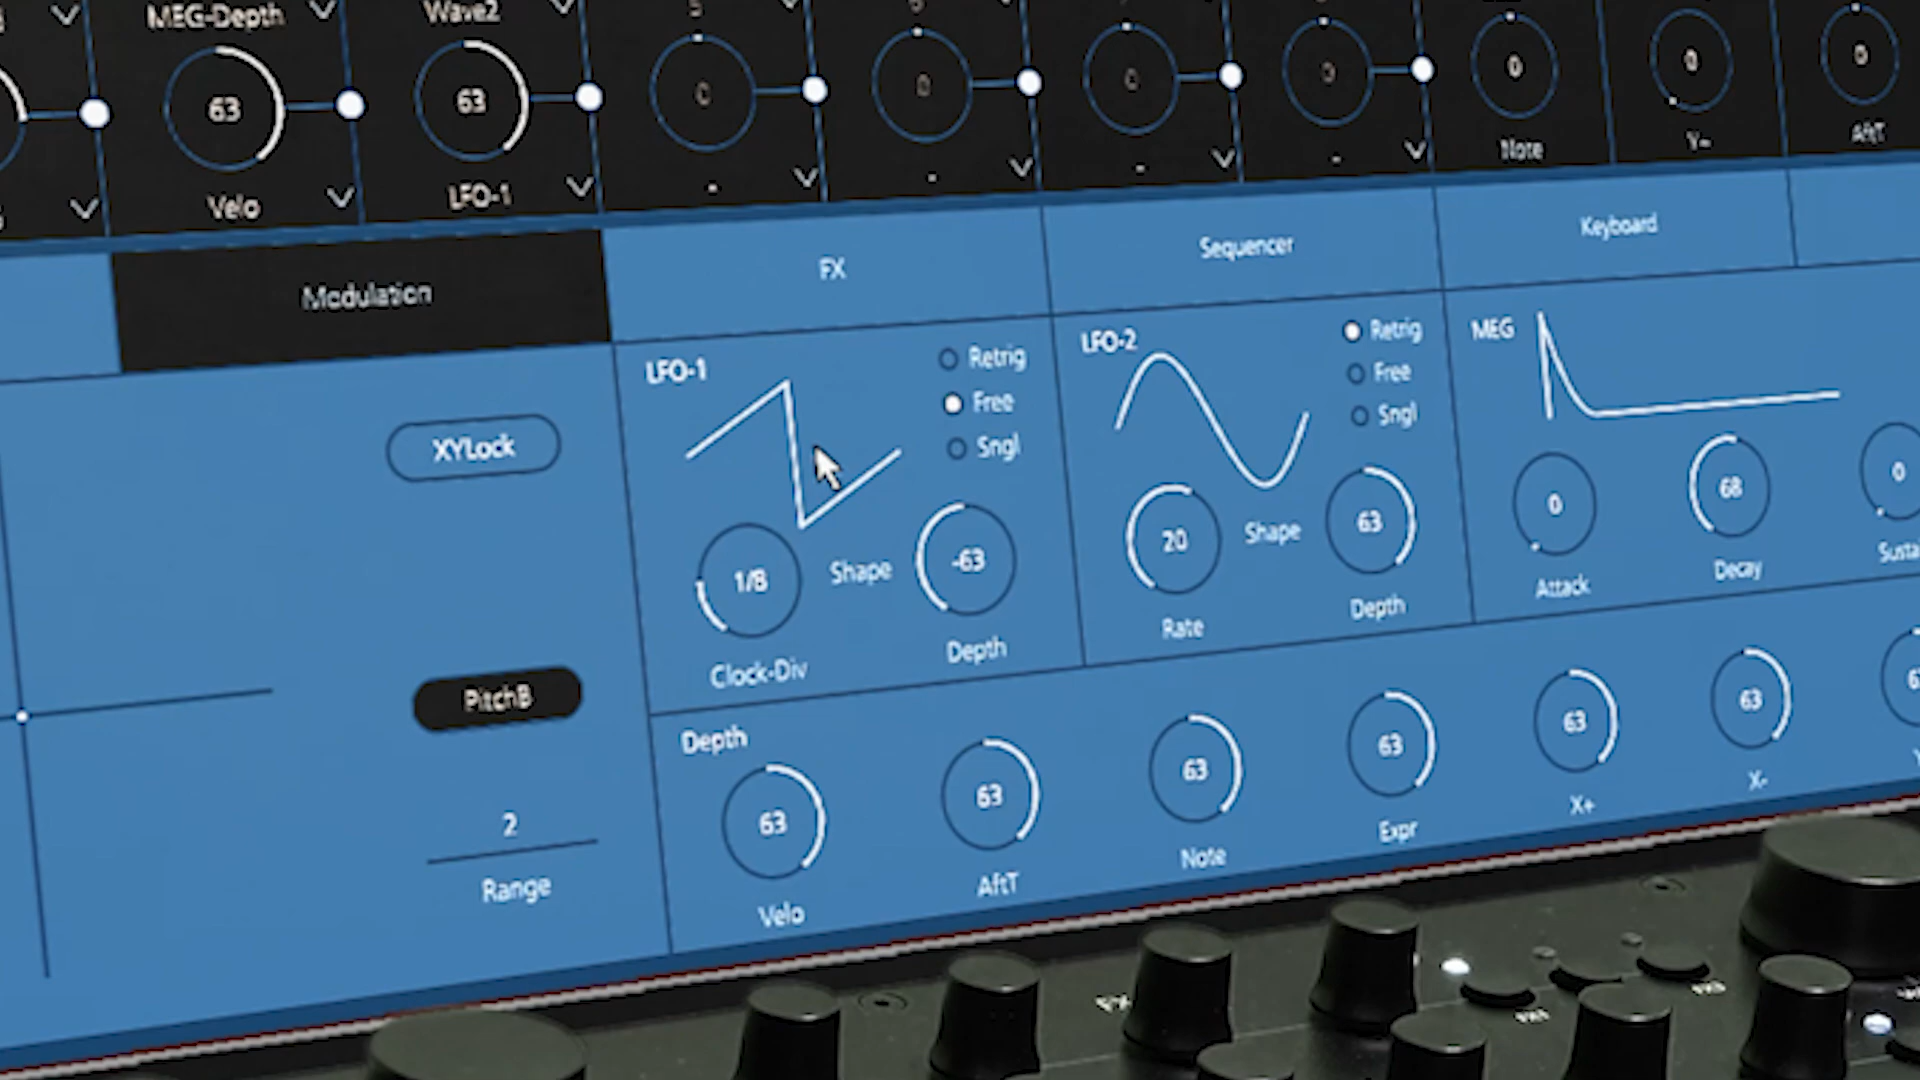 MEG-Depth
Wave2
63
63
0
0
0
0
0
0
0
Velo
LFO-1
-
-
-
-
Note
Y-
AftT
Modulation
FX
Sequencer
Keyboard
LFO-1
Retrig
Free
Sngl
LFO-2
Retrig
Free
Sngl
MEG
XYLock
1/8
Shape
-63
20
Shape
63
0
68
0
Clock-Div
Depth
Rate
Depth
Attack
Decay
Susta
PitchB
2
Range
Depth
63
63
63
63
63
63
Velo
AftT
Note
Expr
X+
X-